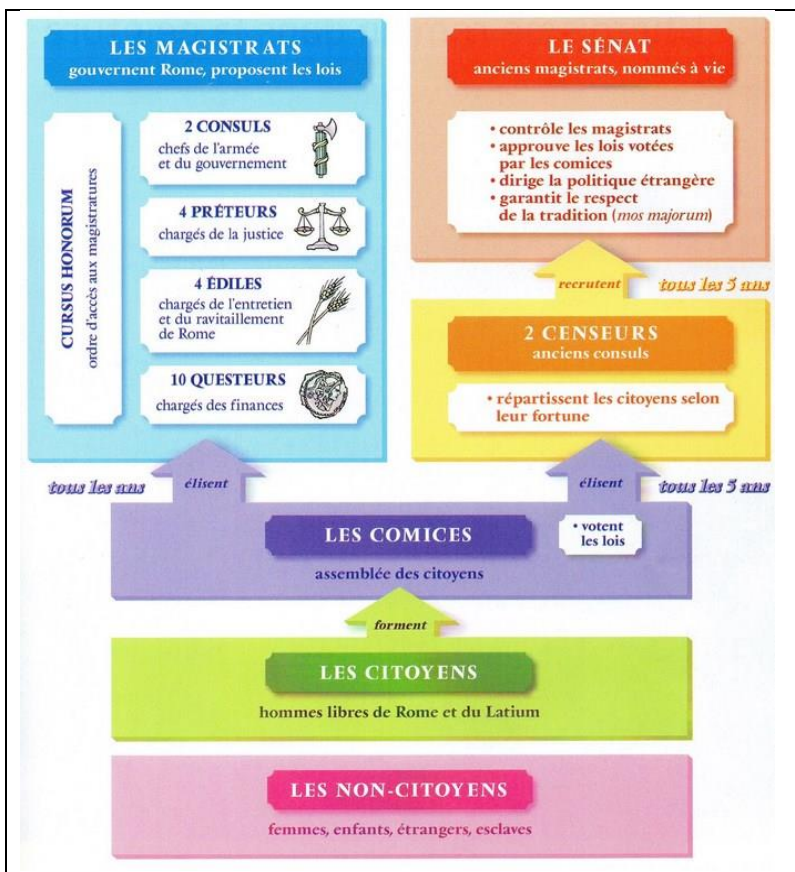 LES MAGISTRATS
gouvernent Rome, proposent les lois
CURSUS HONORUM
ordre d'accès aux magistratures
2 CONSULS
chefs de l'armée
et du gouvernement
4 PRÉTEURS
chargés de la justice
4 ÉDILES
chargés de l'entretien
et du ravitaillement
de Rome
10 QUESTEURS
chargés des finances
LE SÉNAT
anciens magistrats, nommés à vie
• contrôle les magistrats
• approuve les lois votées
par les comices
• dirige la politique étrangère
• garantit le respect
de la tradition (mos majorum)
recrutent
tous les 5 ans
2 CENSEURS
anciens consuls
• répartissent les citoyens selon
leur fortune
tous les ans
élisent
élisent
tous les 5 ans
LES COMICES
assemblée des citoyens
• votent
les lois
forment
LES CITOYENS
hommes libres de Rome et du Latium
LES NON-CITOYENS
femmes, enfants, étrangers, esclaves